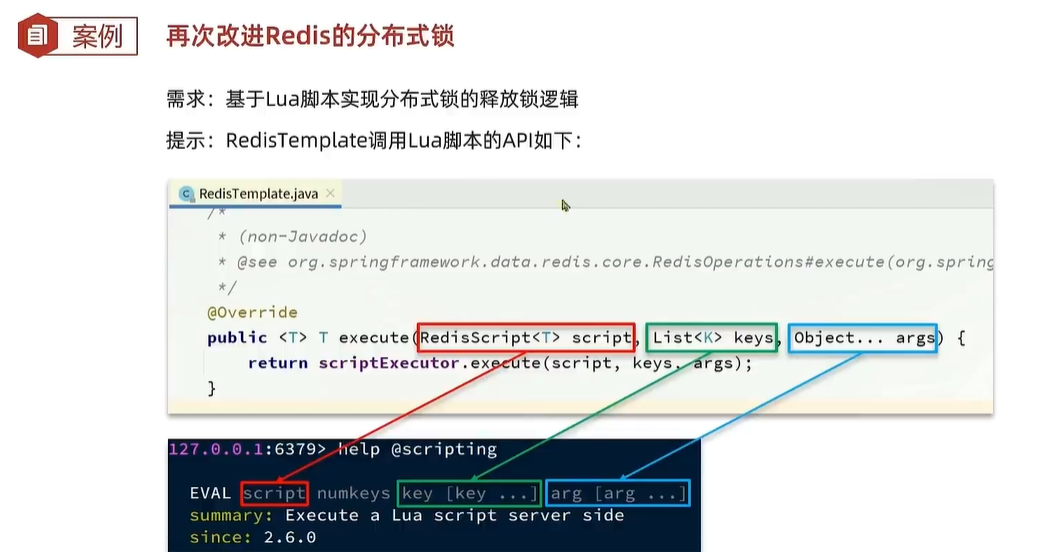 案例
再次改进Redis的分布式锁
需求：基于Lua脚本实现分布式锁的释放锁逻辑
提示：RedisTemplate调用Lua脚本的API如下：
RedisTemplate.java
/*
* (non-Javadoc)
* @see org.springframework.data.redis.core.RedisOperations#execute(org.spring
*/
@Override
public <T> T execute(RedisScript<T> script, List<K> keys, Object... args) {
return scriptExecutor.execute(script, keys, args);
}
127.0.0.1:6379> help @scripting
EVAL script numkeys key [key ...] arg [arg ...]
summary: Execute a Lua script server side
since: 2.6.0